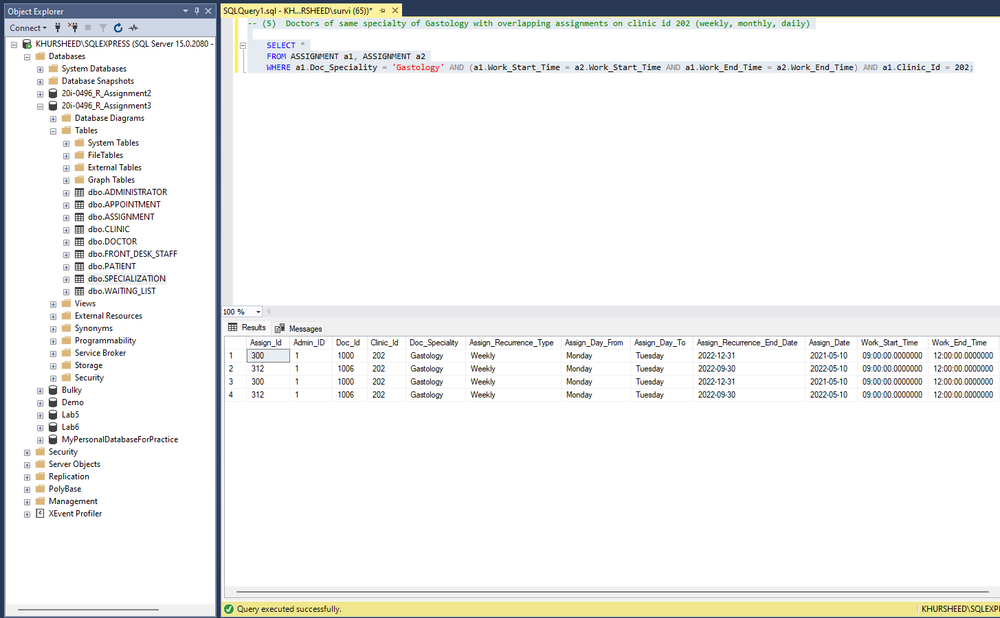 Object Explorer
Connect
KHURSHEED\SQLEXPRESS (SQL Server 15.0.2080 -
Databases
System Databases
Database Snapshots
20i-0496_R_Assignment2
20i-0496_R_Assignment3
Database Diagrams
Tables
System Tables
FileTables
External Tables
Graph Tables
dbo.ADMINISTRATOR
dbo.APPOINTMENT
dbo.ASSIGNMENT
dbo.CLINIC
dbo.DOCTOR
dbo.FRONT_DESK_STAFF
dbo.PATIENT
dbo.SPECIALIZATION
dbo.WAITING_LIST
Views
External Resources
Synonyms
Programmability
Service Broker
Storage
Security
Bulky
Demo
Lab5
Lab6
MyPersonalDatabaseForPractice
Security
Server Objects
Replication
PolyBase
Management
XEvent Profiler
SQLQuery1.sql - KH...RSHEED\survi (65))*
-- (5)  Doctors of same specialty of Gastology with overlapping assignments on clinic id 202 (weekly, monthly, daily)
SELECT *
FROM ASSIGNMENT a1, ASSIGNMENT a2
WHERE a1.Doc_Speciality = 'Gastology' AND (a1.Work_Start_Time = a2.Work_Start_Time AND a1.Work_End_Time = a2.Work_End_Time) AND a1.Clinic_Id = 202;
100 %
Results Messages
Assign_Id Admin_ID Doc_Id Clinic_Id Doc_Speciality Assign_Recurrence_Type Assign_Day_From Assign_Day_To Assign_Recurrence_End_Date Assign_Date Work_Start_Time Work_End_Time
1 300 1 1000 202 Gastology Weekly Monday Tuesday 2022-12-31 2021-05-10 09:00:00.0000000 12:00:00.0000000
2 312 1 1006 202 Gastology Weekly Monday Tuesday 2022-09-30 2022-05-10 09:00:00.0000000 12:00:00.0000000
3 300 1 1000 202 Gastology Weekly Monday Tuesday 2022-12-31 2021-05-10 09:00:00.0000000 12:00:00.0000000
4 312 1 1006 202 Gastology Weekly Monday Tuesday 2022-09-30 2022-05-10 09:00:00.0000000 12:00:00.0000000
Query executed successfully.
KHURSHEED\SQLEXP